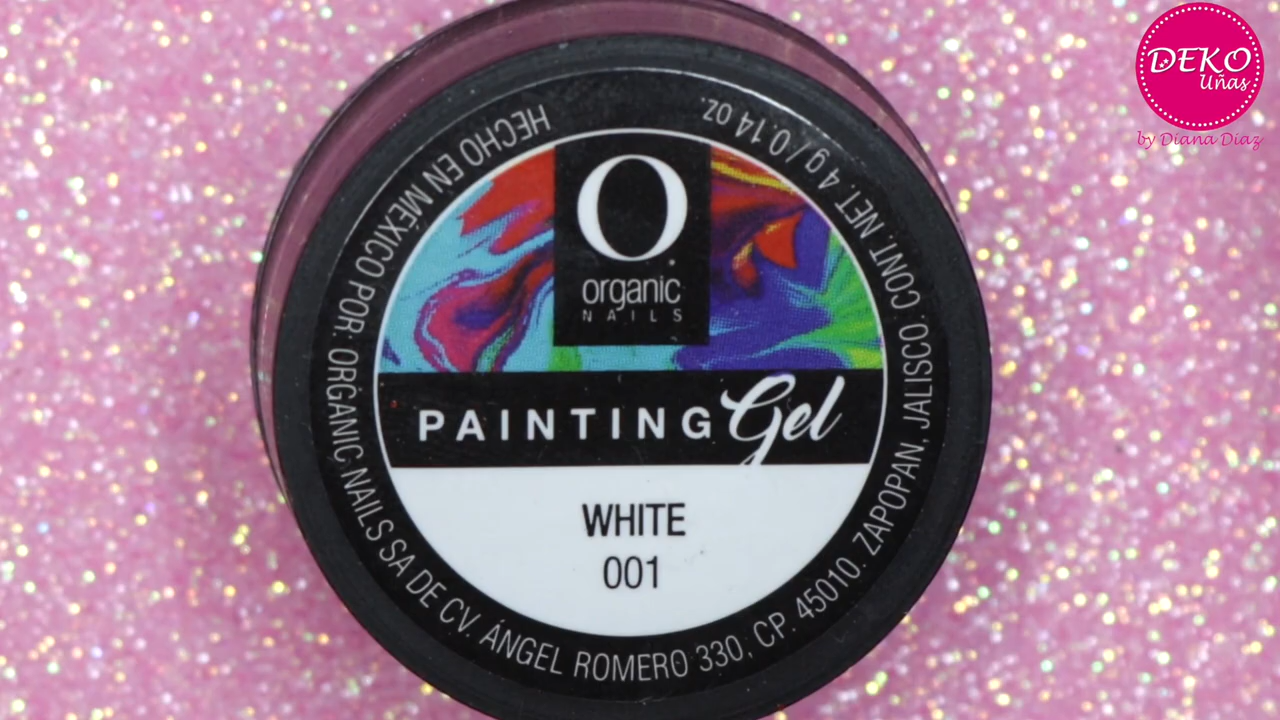 DEKO
Uñas
by Diana Diaz
O.
organic
NAILS
PAINTING Gel
WHITE
001
HECHO EN MÉXICO POR: ORGANIC NAILS SA DE CV. ÁNGEL ROMERO 330, CP. 45010. ZAPOPAN, JALISCO. CONT. NET. 4 g / 0.14 oz.